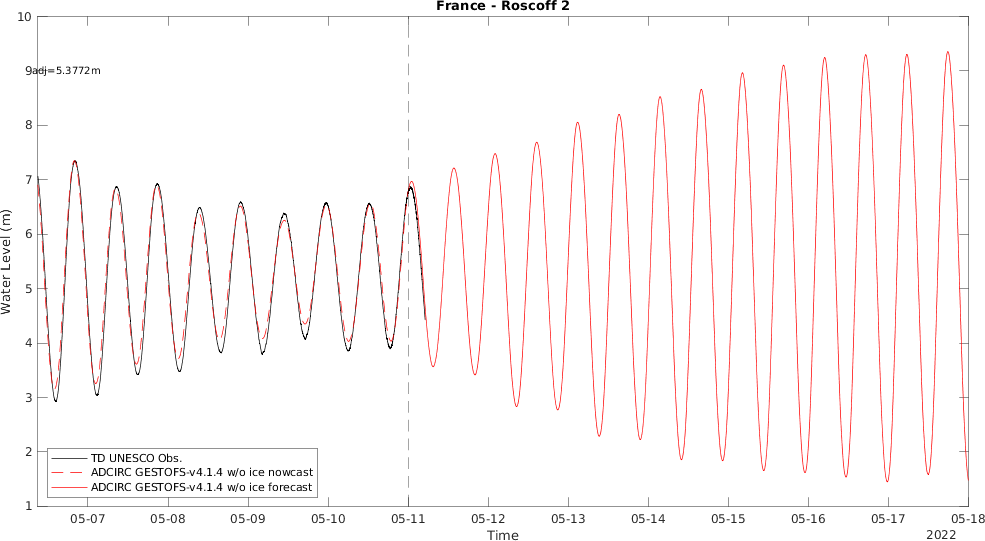 France - Roscoff 2
10
9
adj=5.3772m
8
7
6
5
4
3
2
1
Water Level (m)
TD UNESCO Obs.
ADCIRC GESTOFS-v4.1.4 w/o ice nowcast
ADCIRC GESTOFS-v4.1.4 w/o ice forecast
05-07 05-08 05-09 05-10 05-11 05-12 05-13 05-14 05-15 05-16 05-17 05-18
Time
2022